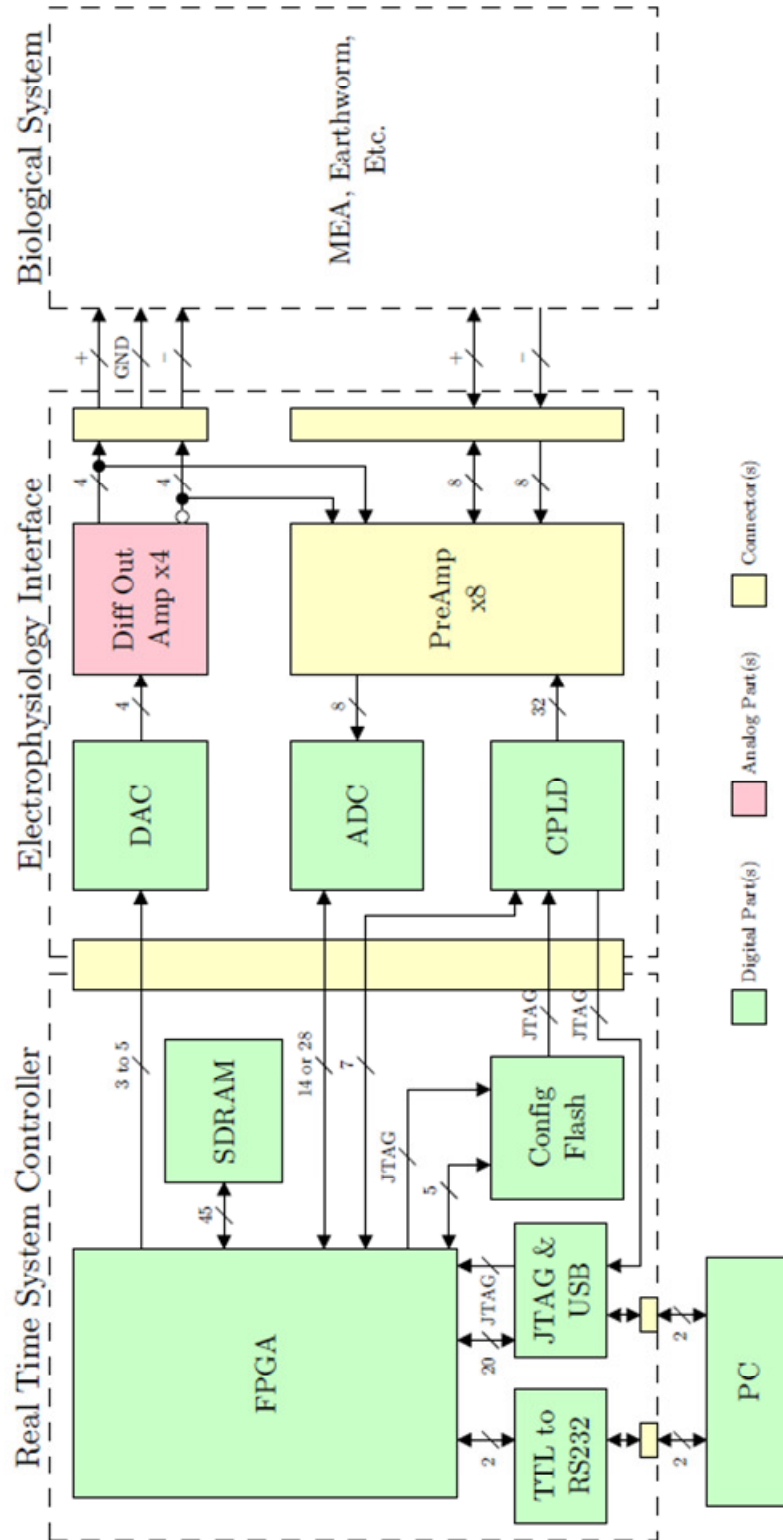 Real Time System Controller
Electrophysiology Interface
Biological System
FPGA
SDRAM
45
3 to 5
14 or 28
7
JTAG
5
Config
Flash
JTAG
JTAG
JTAG
20
JTAG &
USB
2
TTL to
RS232
2
2
PC
DAC
4
Diff Out
Amp x4
4
4
ADC
8
PreAmp
x8
8
8
CPLD
32
+
GND
−
+
−
MEA, Earthworm,
Etc.
Digital Part(s)
Analog Part(s)
Connector(s)